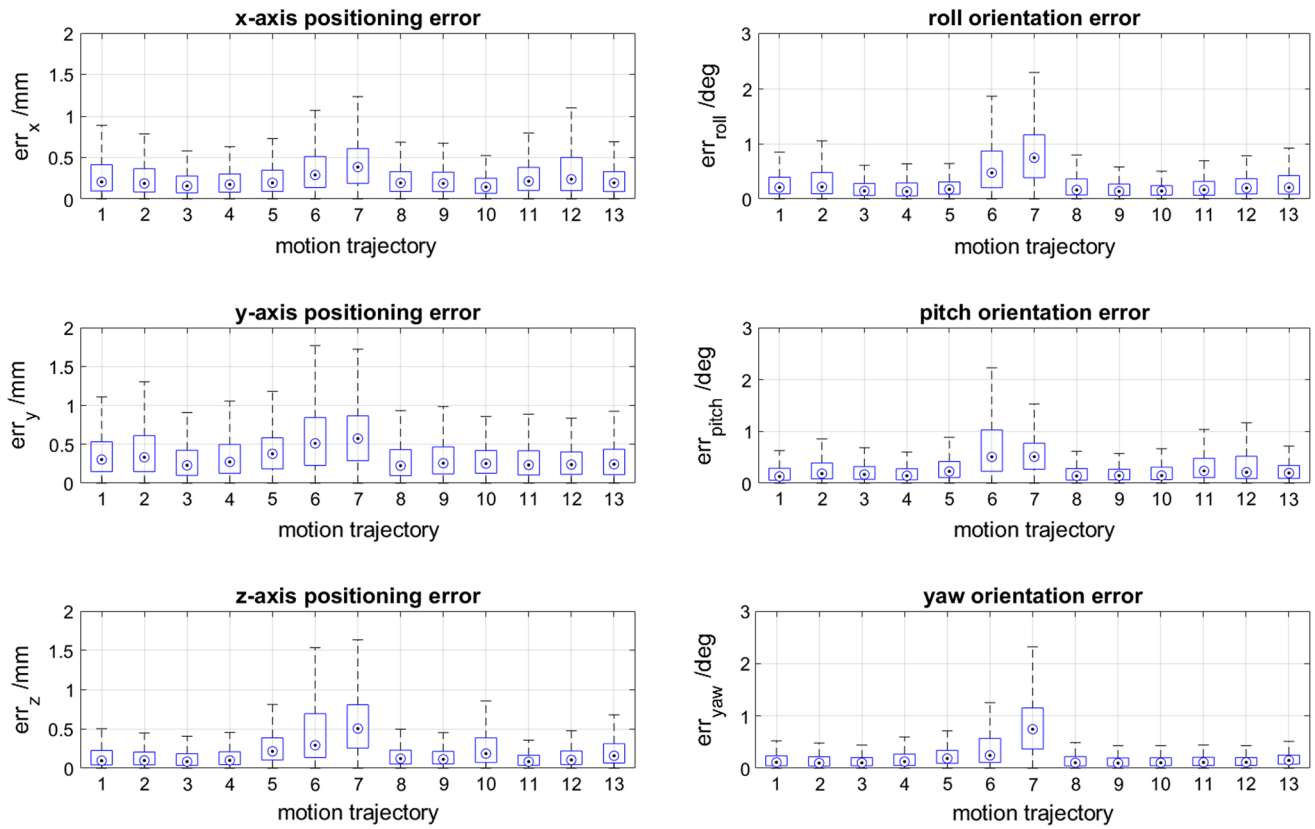 x-axis positioning error
2
1.5
1
0.5
0
err_x /mm
1 2 3 4 5 6 7 8 9 10 11 12 13
motion trajectory
roll orientation error
3
2
1
0
err_roll /deg
1 2 3 4 5 6 7 8 9 10 11 12 13
motion trajectory
y-axis positioning error
2
1.5
1
0.5
0
err_y /mm
1 2 3 4 5 6 7 8 9 10 11 12 13
motion trajectory
pitch orientation error
3
2
1
0
err_pitch /deg
1 2 3 4 5 6 7 8 9 10 11 12 13
motion trajectory
z-axis positioning error
2
1.5
1
0.5
0
err_z /mm
1 2 3 4 5 6 7 8 9 10 11 12 13
motion trajectory
yaw orientation error
3
2
1
0
err_yaw /deg
1 2 3 4 5 6 7 8 9 10 11 12 13
motion trajectory